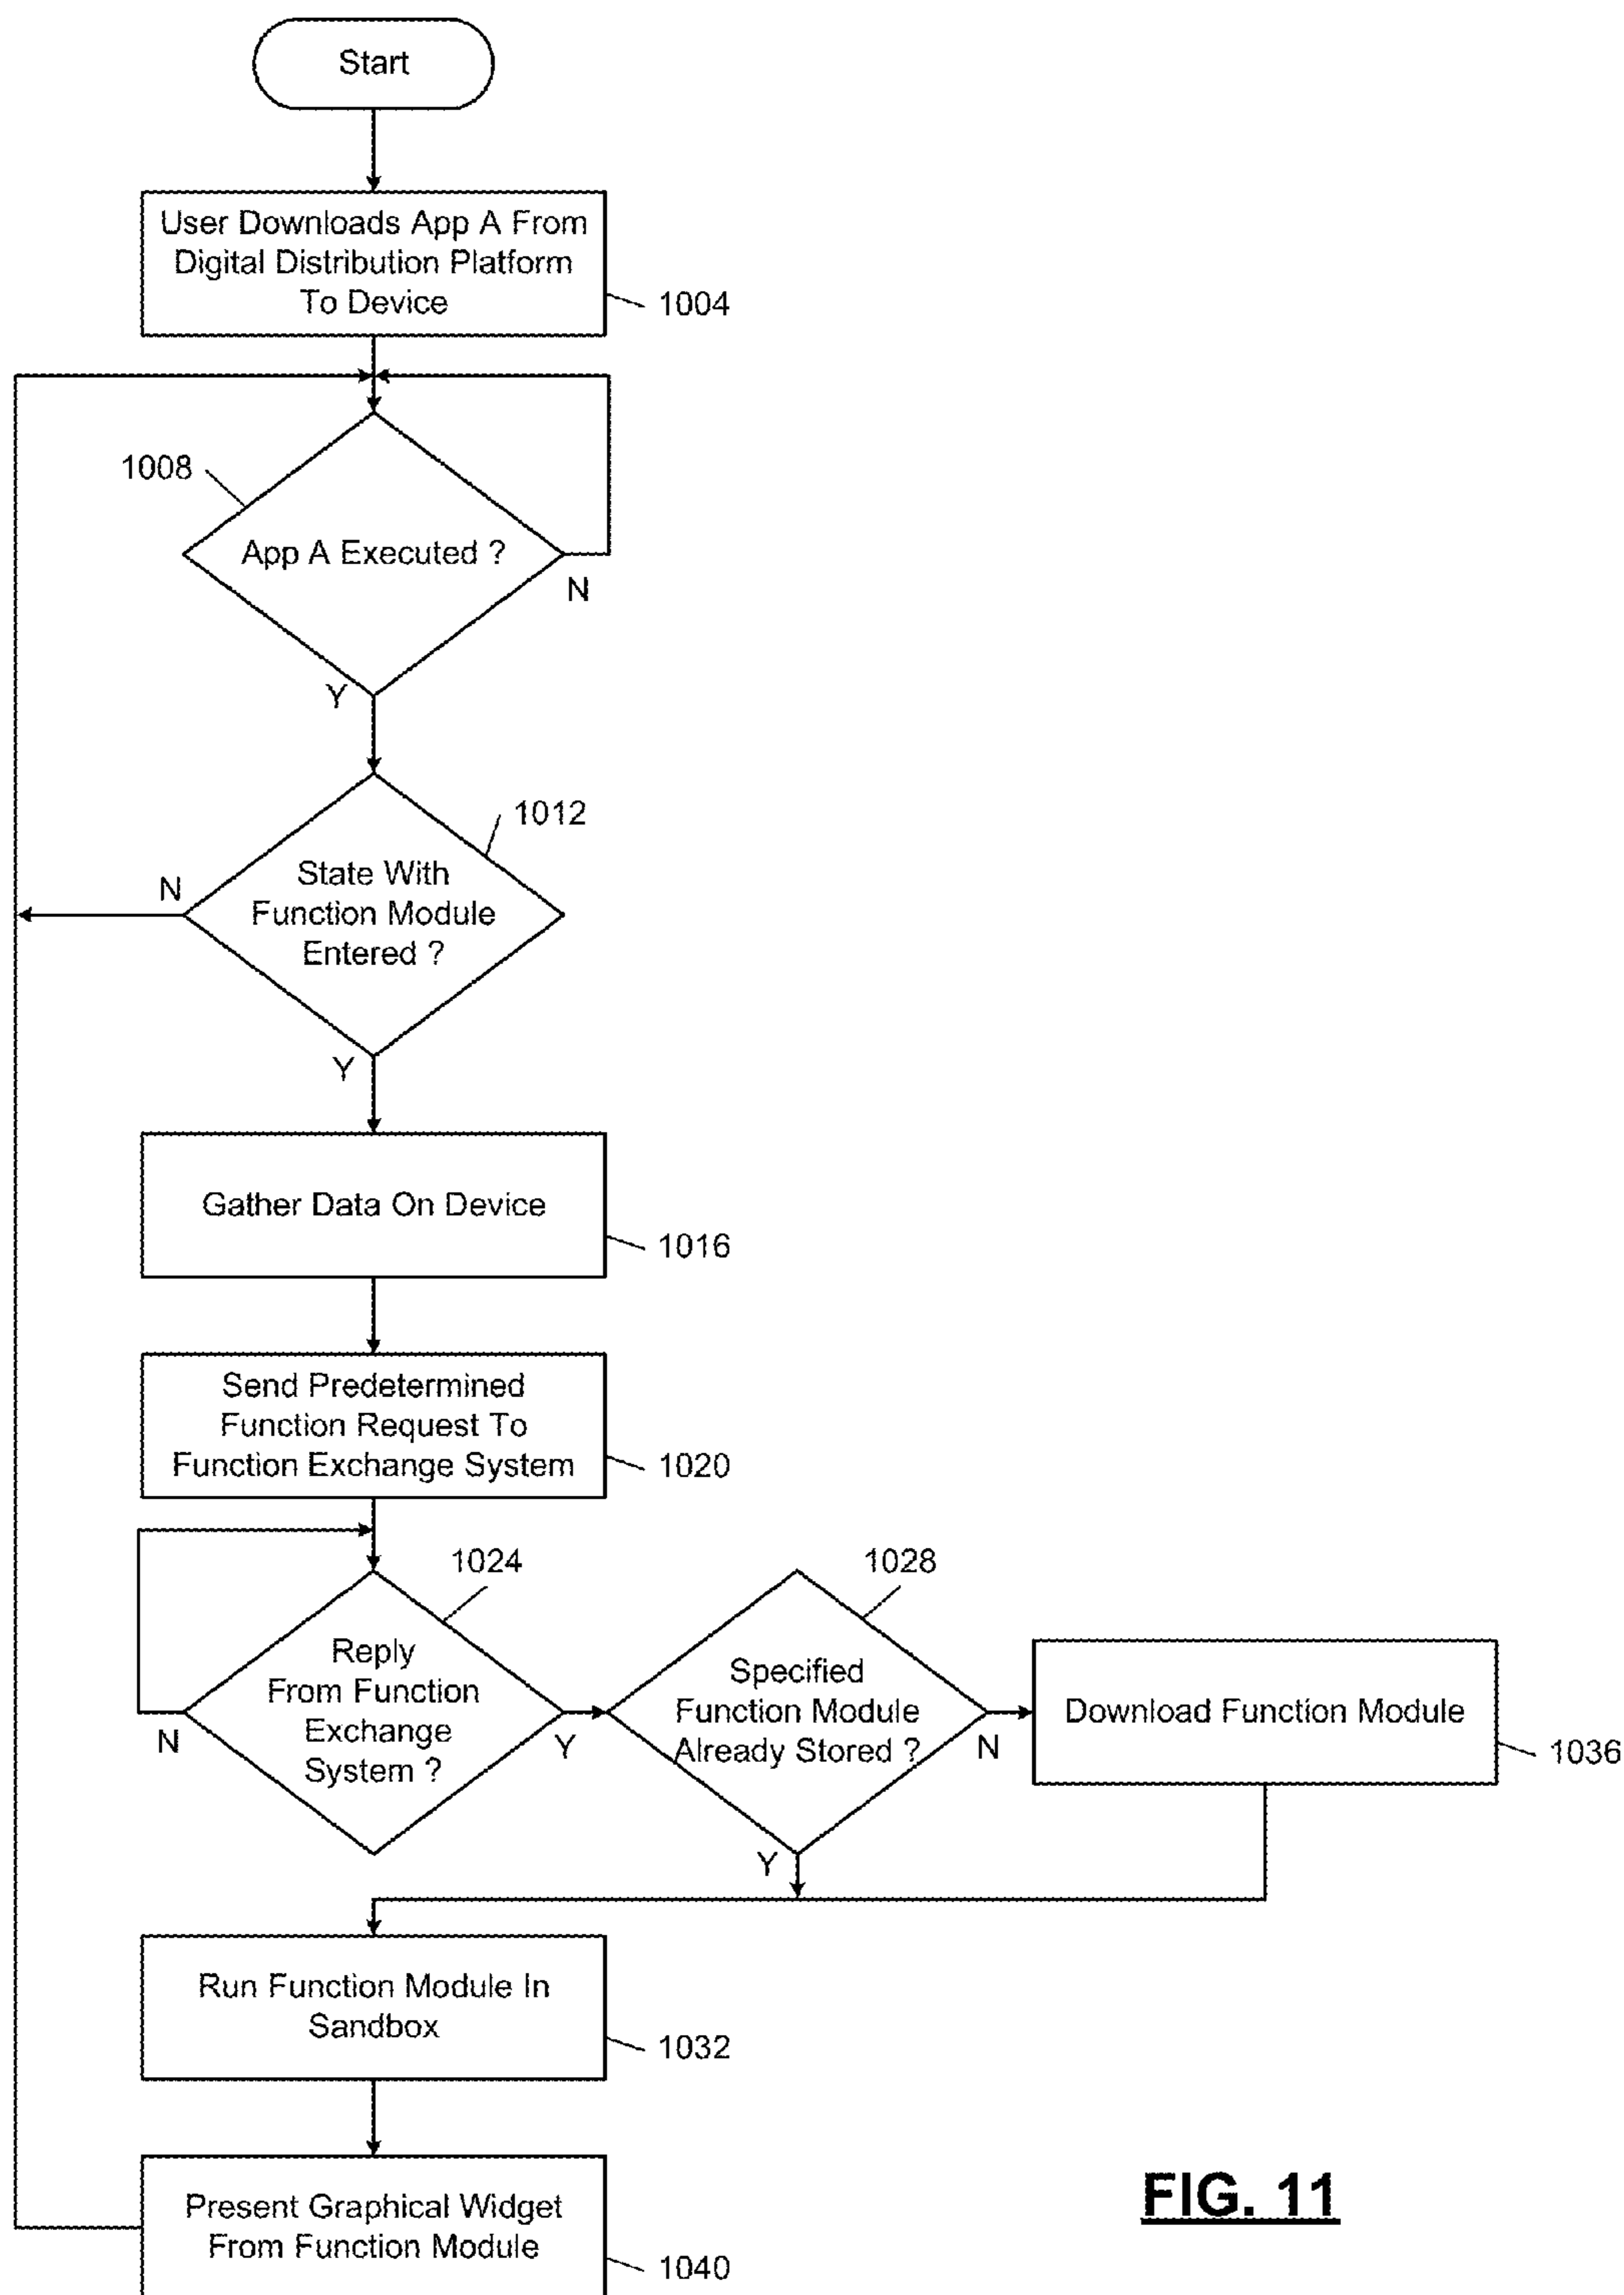 Start
User Downloads App A From
Digital Distribution Platform
To Device
1004
1008
App A Executed ?
N
Y
1012
State With
Function Module
Entered ?
N
Y
Gather Data On Device
1016
Send Predetermined
Function Request To
Function Exchange System
1020
1024
Reply
From Function
Exchange
System ?
N
Y
1028
Specified
Function Module
Already Stored ?
N
Y
Download Function Module
1036
Run Function Module In
Sandbox
1032
Present Graphical Widget
From Function Module
1040
FIG. 11